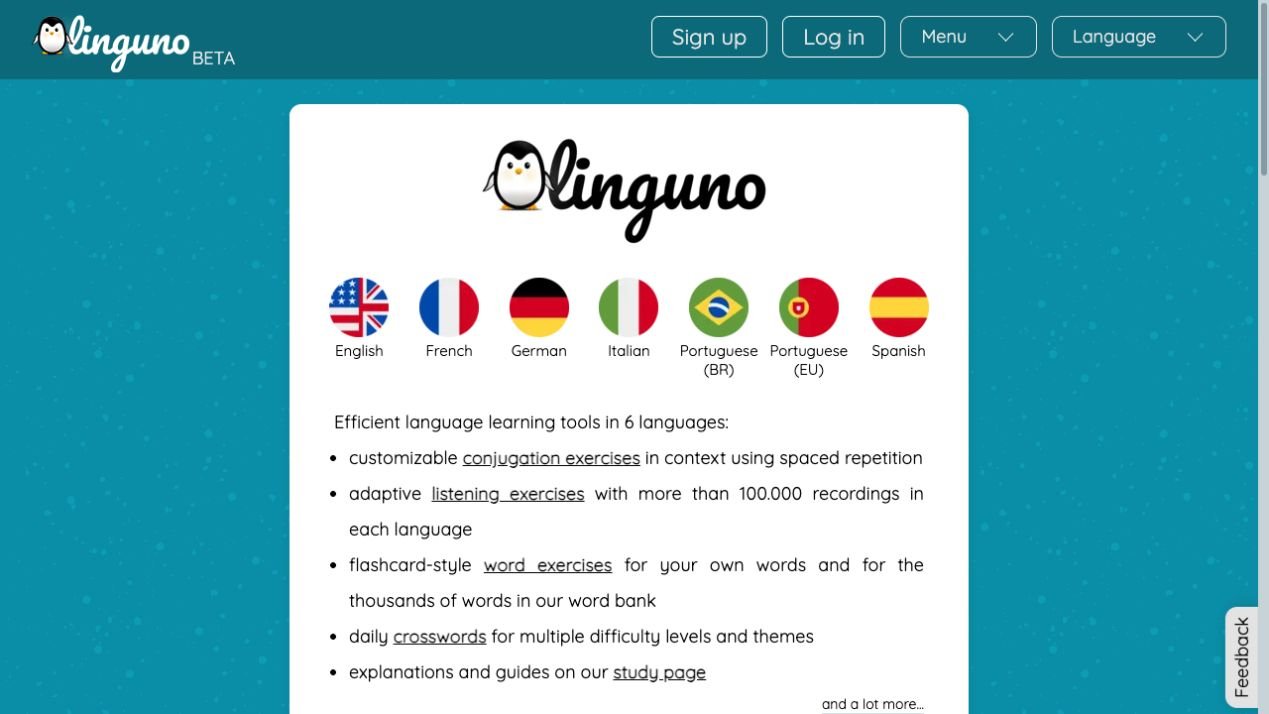 linguno BETA
Sign up
Log in
Menu
Language
linguno
English
French
German
Italian
Portuguese (BR)
Portuguese (EU)
Spanish
Efficient language learning tools in 6 languages:
• customizable conjugation exercises in context using spaced repetition
• adaptive listening exercises with more than 100.000 recordings in
each language
• flashcard-style word exercises for your own words and for the
thousands of words in our word bank
• daily crosswords for multiple difficulty levels and themes
• explanations and guides on our study page
and a lot more...
Feedback